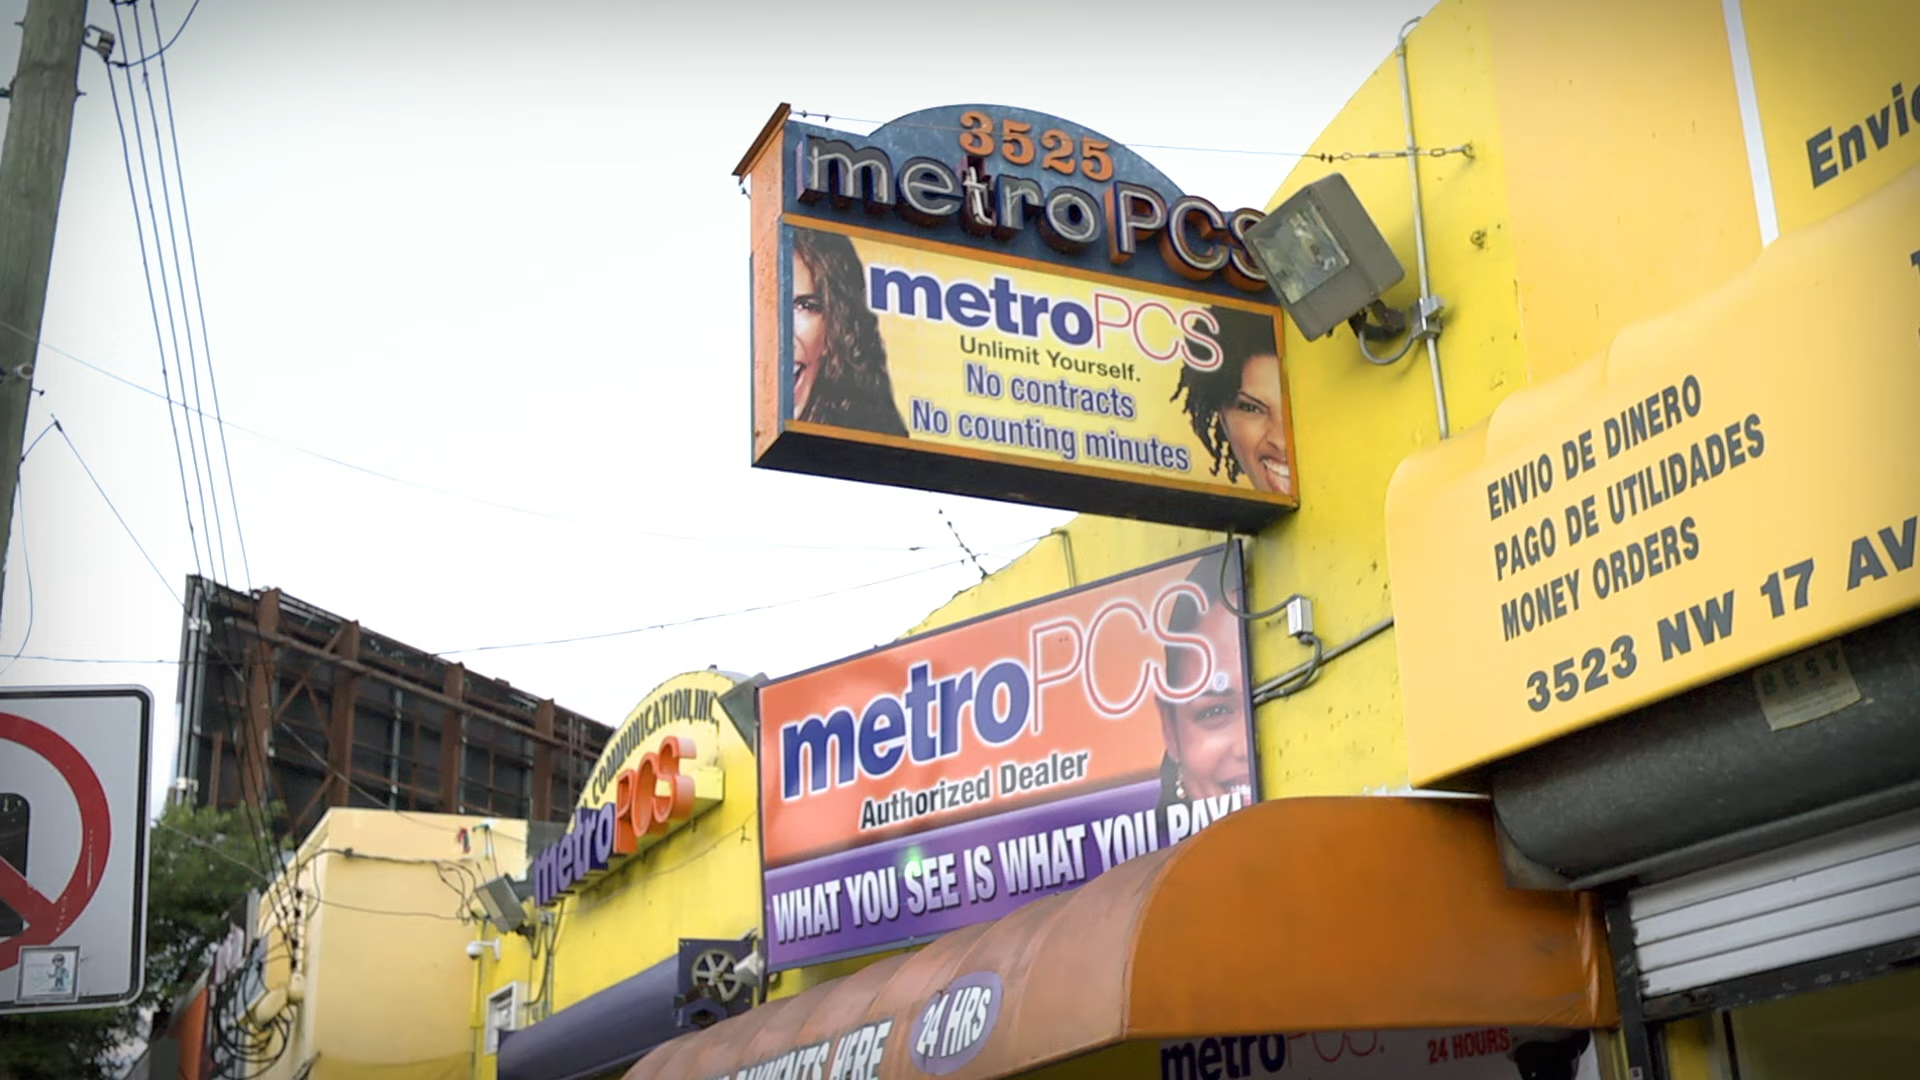 3525
metroPCS
metroPCS
Unlimit Yourself.
No contracts
No counting minutes
metroPCS.
Authorized Dealer
WHAT YOU SEE IS WHAT YOU PAY!
COMMUNICATION, INC.
metroPCS
ENVIO DE DINERO
PAGO DE UTILIDADES
MONEY ORDERS
3523 NW 17 AV
BEST
HERE
24 HRS
metroPCS.
24 HOURS